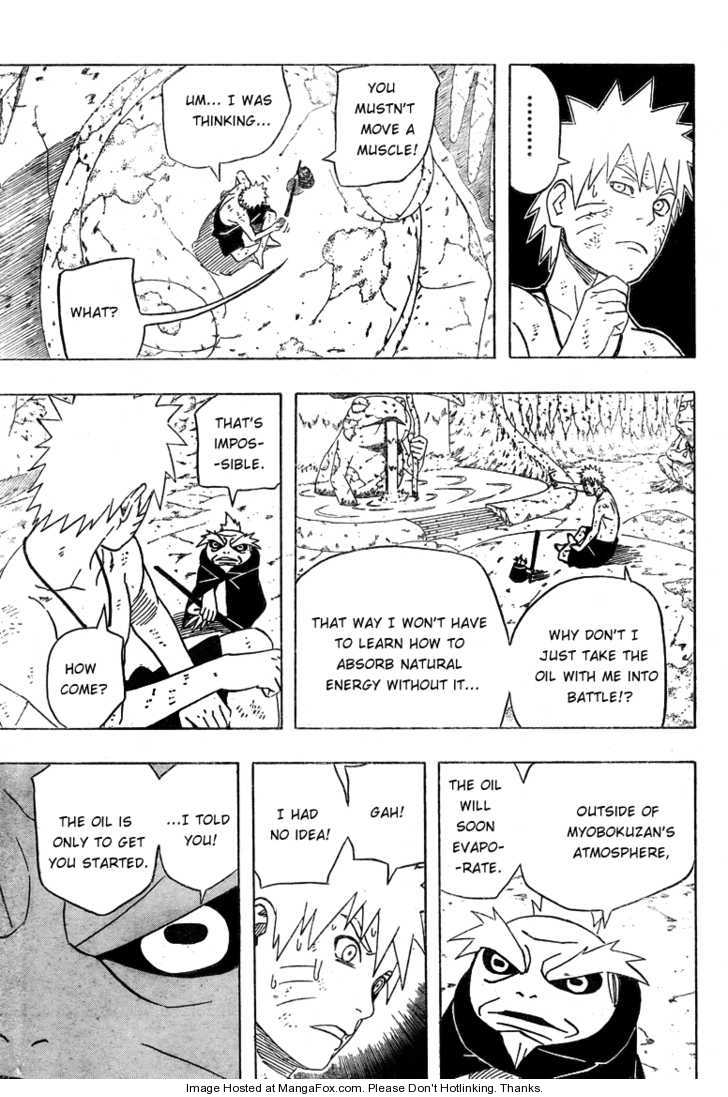 .........
YOU
MUSTN'T
MOVE A
MUSCLE!
UM... I WAS
THINKING...
WHAT?
WHY DON'T I
JUST TAKE THE
OIL WITH ME INTO
BATTLE!?
THAT WAY I WON'T HAVE
TO LEARN HOW TO
ABSORB NATURAL
ENERGY WITHOUT IT...
THAT'S
IMPOS-
-SIBLE.
HOW
COME?
OUTSIDE OF
MYOBOKUZAN'S
ATMOSPHERE,
THE OIL
WILL
SOON
EVAPO-
-RATE.
GAH!
I HAD
NO IDEA!
...I TOLD
YOU!
THE OIL IS
ONLY TO GET
YOU STARTED.
Image Hosted at MangaFox.com. Please Don't Hotlinking. Thanks.